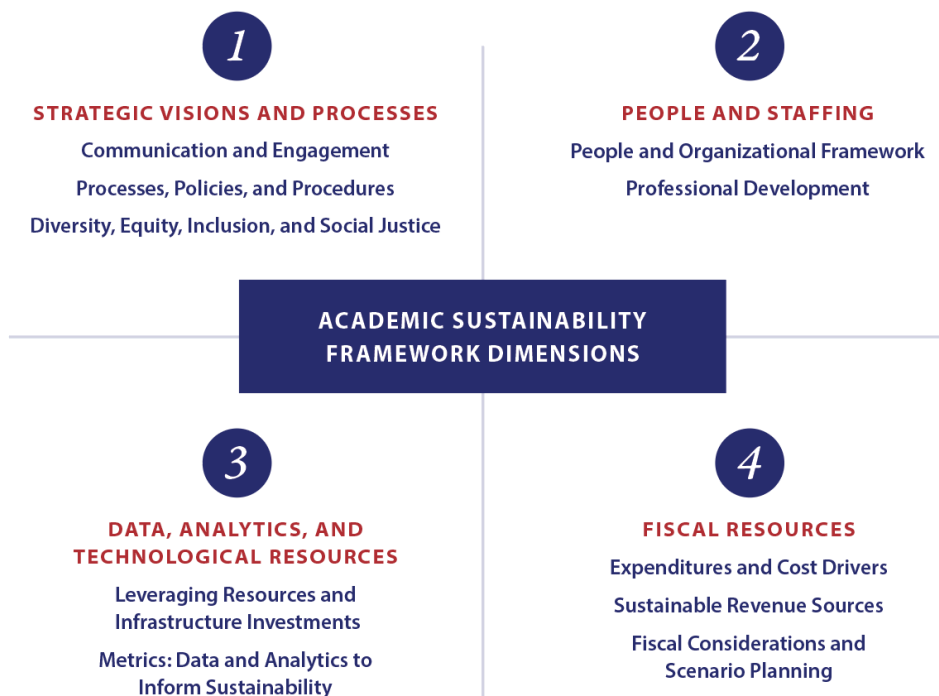 1
STRATEGIC VISIONS AND PROCESSES
Communication and Engagement
Processes, Policies, and Procedures
Diversity, Equity, Inclusion, and Social Justice
2
PEOPLE AND STAFFING
People and Organizational Framework
Professional Development
ACADEMIC SUSTAINABILITY
FRAMEWORK DIMENSIONS
3
DATA, ANALYTICS, AND
TECHNOLOGICAL RESOURCES
Leveraging Resources and
Infrastructure Investments
Metrics: Data and Analytics to
Inform Sustainability
4
FISCAL RESOURCES
Expenditures and Cost Drivers
Sustainable Revenue Sources
Fiscal Considerations and
Scenario Planning